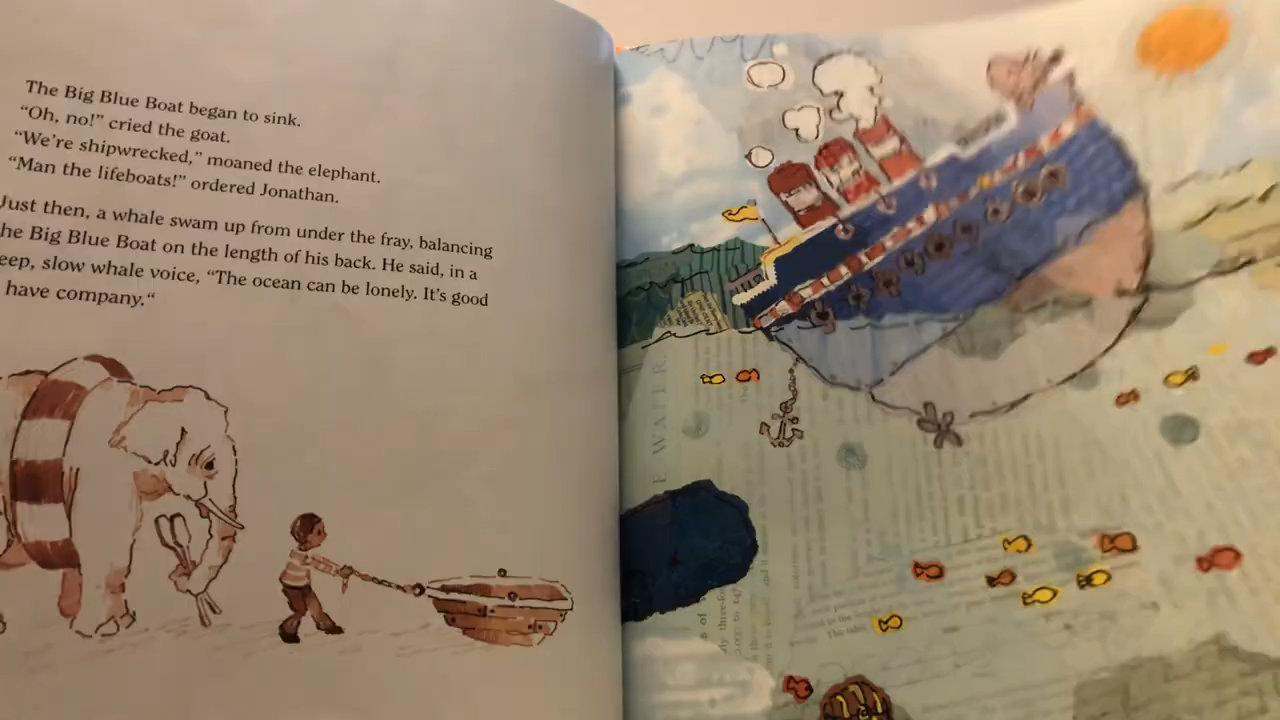 The Big Blue Boat began to sink.
“Oh, no!” cried the goat.
“We’re shipwrecked,” moaned the elephant.
“Man the lifeboats!” ordered Jonathan.
Just then, a whale swam up from under the fray, balancing
he Big Blue Boat on the length of his back. He said, in a
eep, slow whale voice, “The ocean can be lonely. It’s good
have company.“
E WATER.